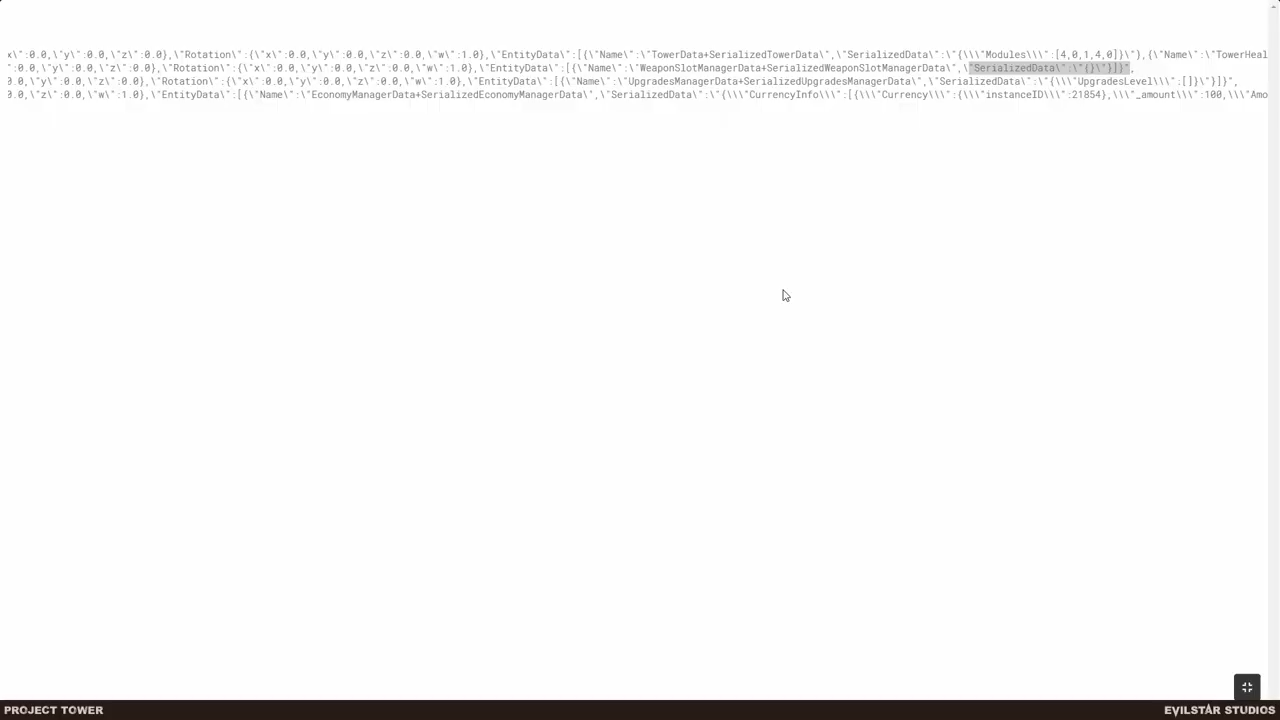 x\":0.0,\"y\":0.0,\"z\":0.0},\"Rotation\":{\"x\":0.0,\"y\":0.0,\"z\":0.0,\"w\":1.0},\"EntityData\":[{\"Name\":\"TowerData+SerializedTowerData\",\"SerializedData\":\"{\\\"Modules\\\":[4,0,1,4,0]}\"},{\"Name\":\"TowerHeal
":0.0,\"y\":0.0,\"z\":0.0},\"Rotation\":{\"x\":0.0,\"y\":0.0,\"z\":0.0,\"w\":1.0},\"EntityData\":[{\"Name\":\"WeaponSlotManagerData+SerializedWeaponSlotManagerData\",\"SerializedData\":\"{}\"}]}",
0.0,\"y\":0.0,\"z\":0.0},\"Rotation\":{\"x\":0.0,\"y\":0.0,\"z\":0.0,\"w\":1.0},\"EntityData\":[{\"Name\":\"UpgradesManagerData+SerializedUpgradesManagerData\",\"SerializedData\":\"{\\\"UpgradesLevel\\\":[]}\"}]}",
0.0,\"z\":0.0,\"w\":1.0},\"EntityData\":[{\"Name\":\"EconomyManagerData+SerializedEconomyManagerData\",\"SerializedData\":\"{\\\"CurrencyInfo\\\":[{\\\"Currency\\\":{\\\"instanceID\\\":21854},\\\"_amount\\\":100,\\\"Amo
PROJECT TOWER
EVILSTAR STUDIOS